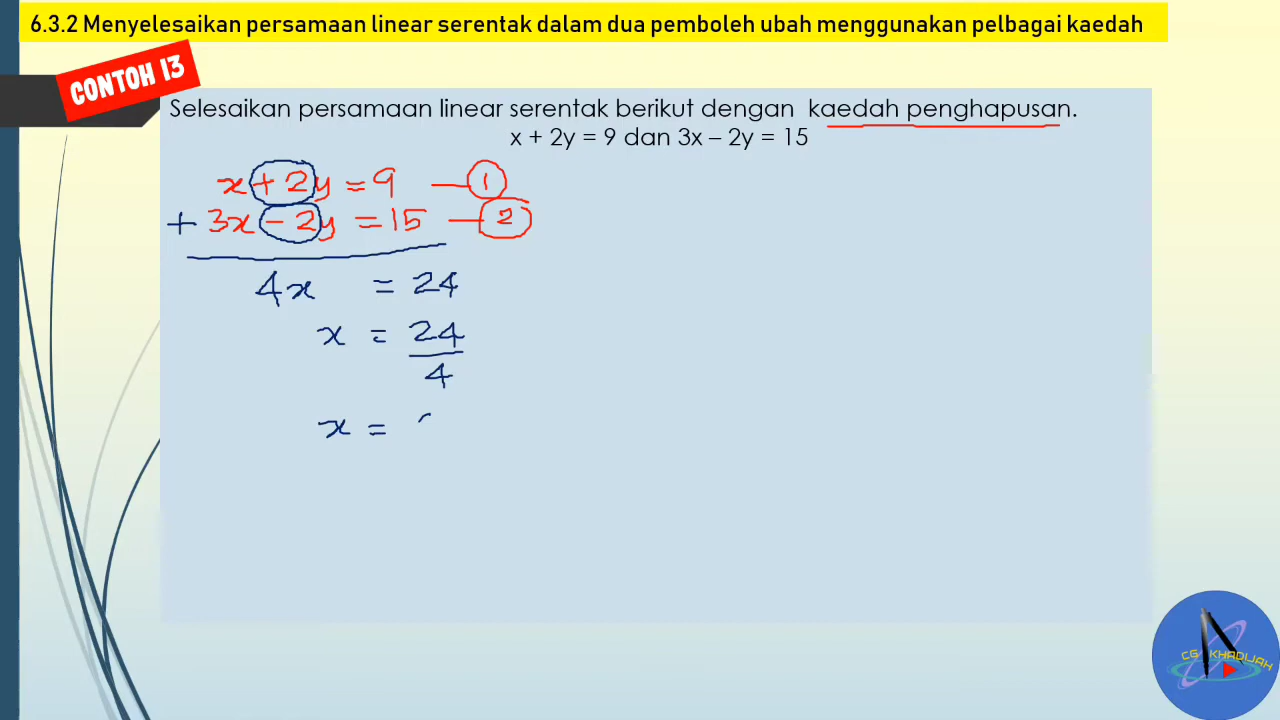 6.3.2 Menyelesaikan persamaan linear serentak dalam dua pemboleh ubah menggunakan pelbagai kaedah
CONTOH 13
Selesaikan persamaan linear serentak berikut dengan kaedah penghapusan.
x + 2y = 9 dan 3x – 2y = 15
x + 2y = 9 — 1
+ 3x - 2y = 15 — 2
4x = 24
x = 24
4
x =
CG KHADIJAH